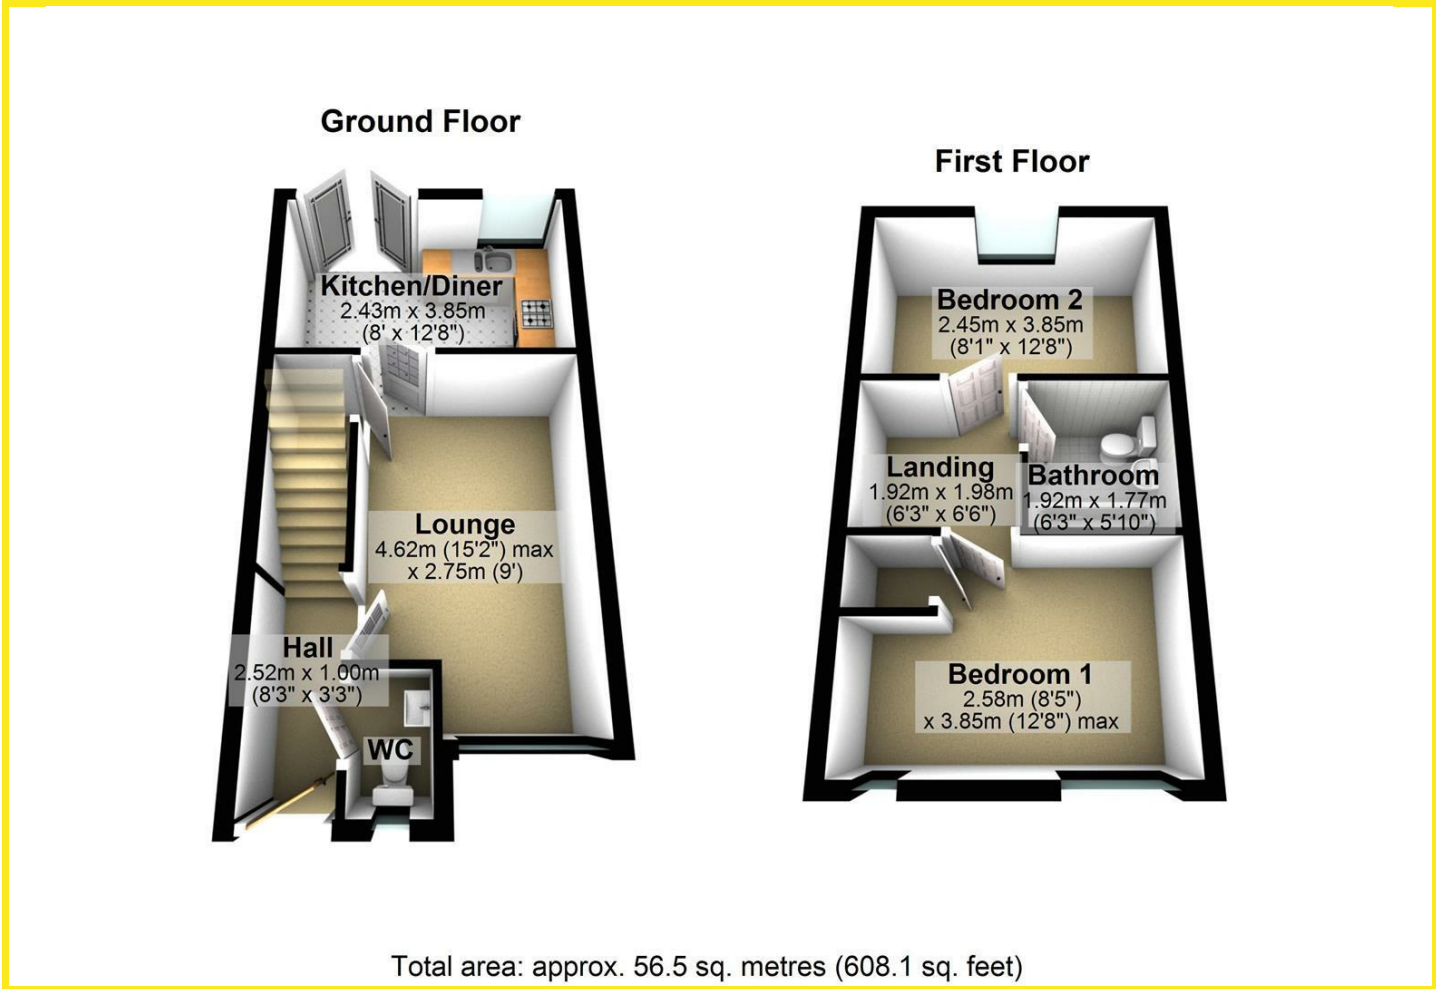 Ground Floor
Kitchen/Diner
2.43m x 3.85m
(8' x 12'8")
Lounge
4.62m (15'2") max
x 2.75m (9')
Hall
2.52m x 1.00m
(8'3" x 3'3")
WC
First Floor
Bedroom 2
2.45m x 3.85m
(8'1" x 12'8")
Landing
1.92m x 1.98m
(6'3" x 6'6")
Bathroom
1.92m x 1.77m
(6'3" x 5'10")
Bedroom 1
2.58m (8'5")
x 3.85m (12'8") max
Total area: approx. 56.5 sq. metres (608.1 sq. feet)